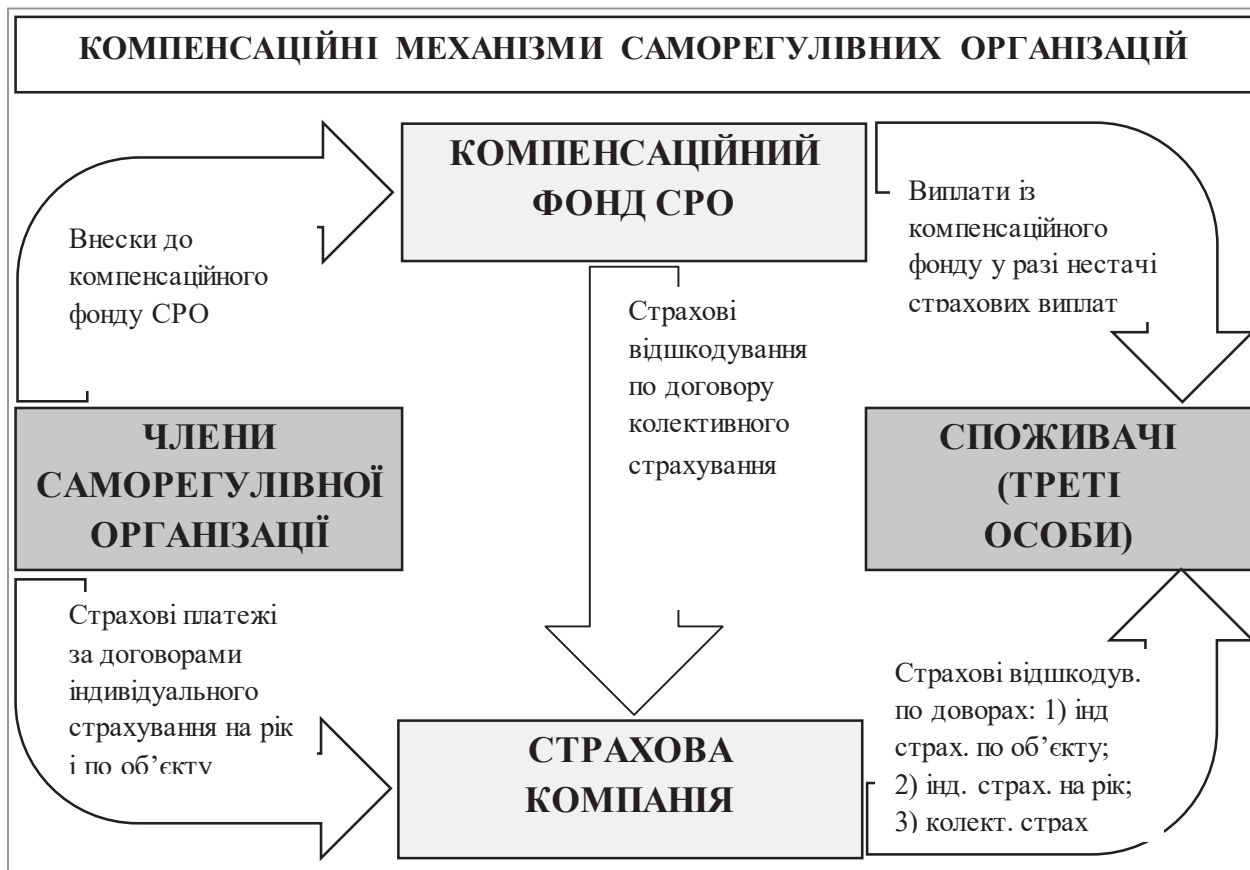 КОМПЕНСАЦІЙНІ МЕХАНІЗМИ САМОРЕГУЛІВНИХ ОРГАНІЗАЦІЙ
КОМПЕНСАЦІЙНИЙ
ФОНД СРО
Внески до
компенсаційного
фонду СРО
Страхові
відшкодування
по договору
колективного
страхування
Виплати із
компенсаційного
фонду у разі нестачі
страхових виплат
ЧЛЕНИ
САМОРЕГУЛІВНОЇ
ОРГАНІЗАЦІЇ
СПОЖИВАЧІ
(ТРЕТІ
ОСОБИ)
Страхові платежі
за договорами
індивідуального
страхування на рік
і по об’єкту
СТРАХОВА
КОМПАНІЯ
Страхові відшкодув.
по доворах: 1) інд
страх. по об’єкту;
2) інд. страх. на рік;
3) колект. страх